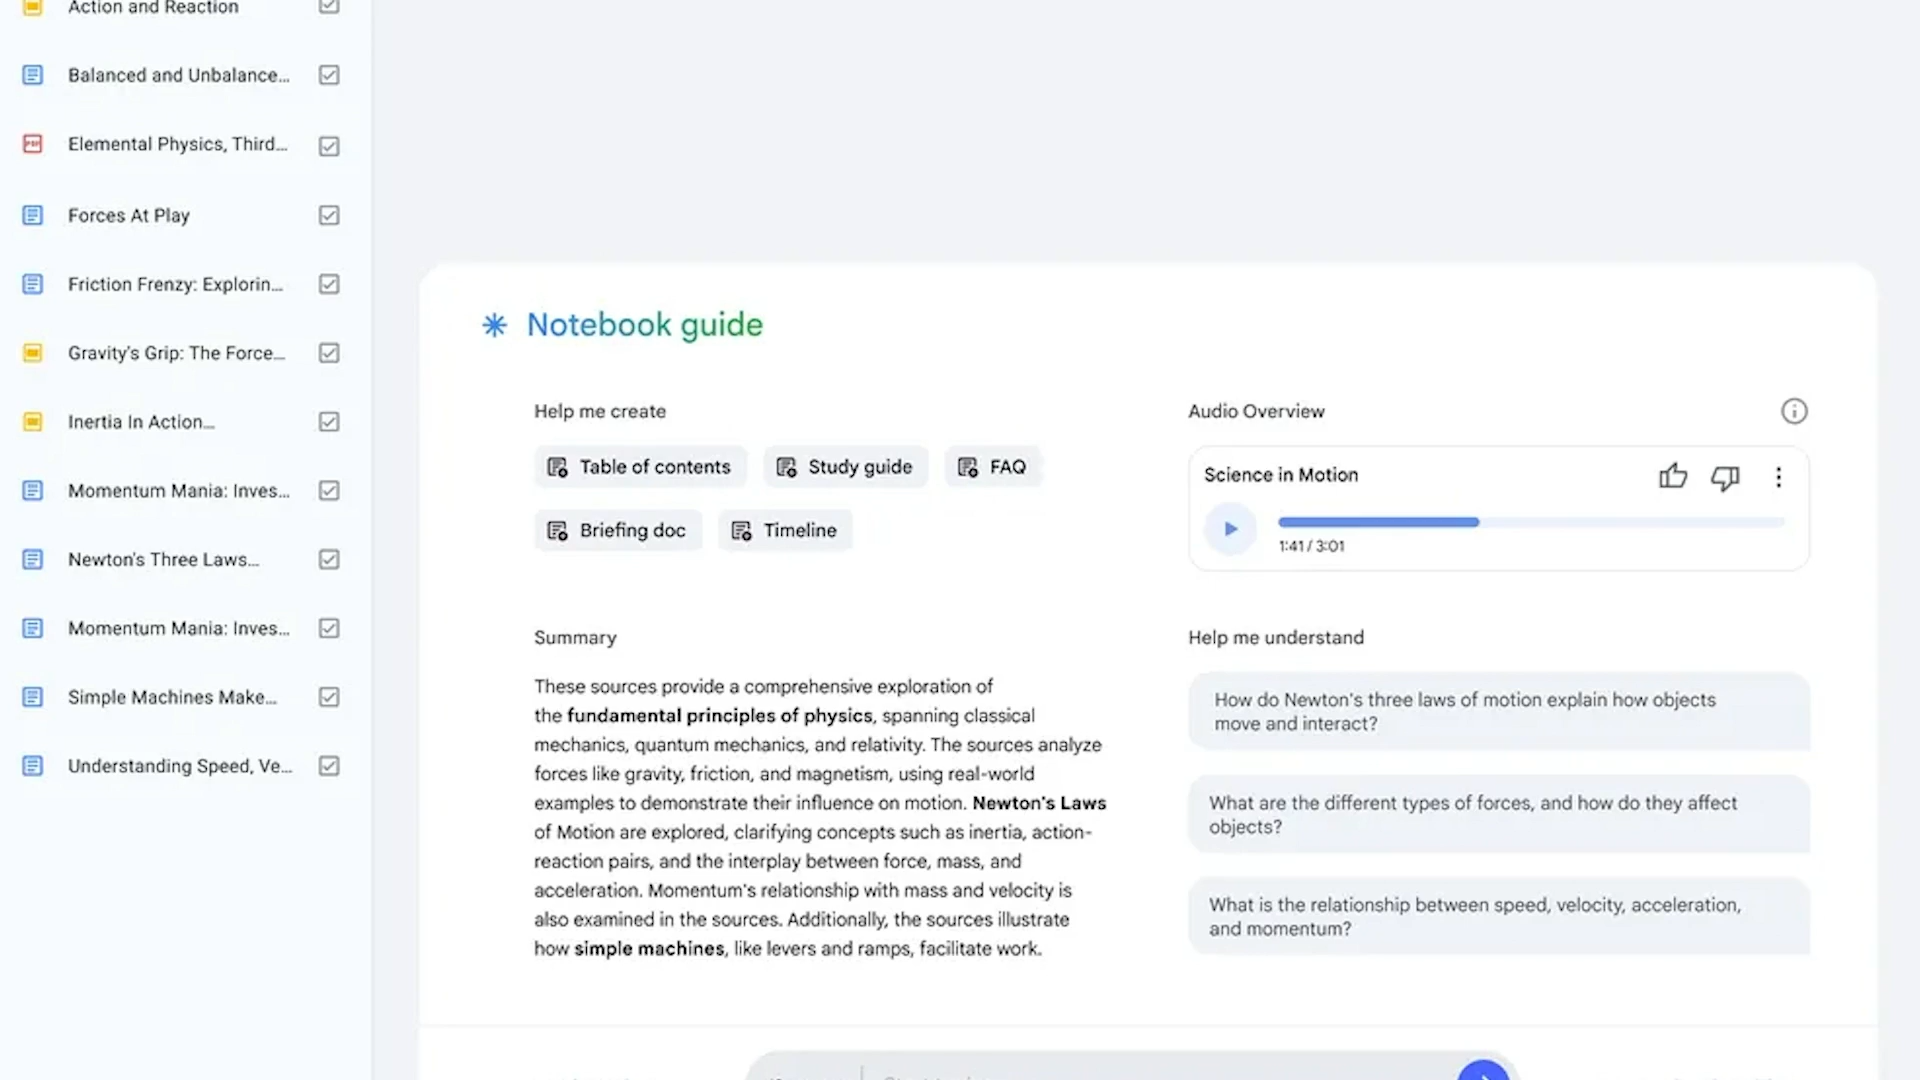 Action and Reaction
Balanced and Unbalance...
Elemental Physics, Third...
Forces At Play
Friction Frenzy: Explorin...
Gravity's Grip: The Force...
Inertia In Action...
Momentum Mania: Inves...
Newton's Three Laws...
Momentum Mania: Inves...
Simple Machines Make...
Understanding Speed, Ve...
Notebook guide
Help me create
Table of contents
Study guide
FAQ
Briefing doc
Timeline
Summary
These sources provide a comprehensive exploration of
the fundamental principles of physics, spanning classical
mechanics, quantum mechanics, and relativity. The sources analyze
forces like gravity, friction, and magnetism, using real-world
examples to demonstrate their influence on motion. Newton's Laws
of Motion are explored, clarifying concepts such as inertia, action-
reaction pairs, and the interplay between force, mass, and
acceleration. Momentum's relationship with mass and velocity is
also examined in the sources. Additionally, the sources illustrate
how simple machines, like levers and ramps, facilitate work.
Audio Overview
Science in Motion
1:41 / 3:01
Help me understand
How do Newton's three laws of motion explain how objects
move and interact?
What are the different types of forces, and how do they affect
objects?
What is the relationship between speed, velocity, acceleration,
and momentum?